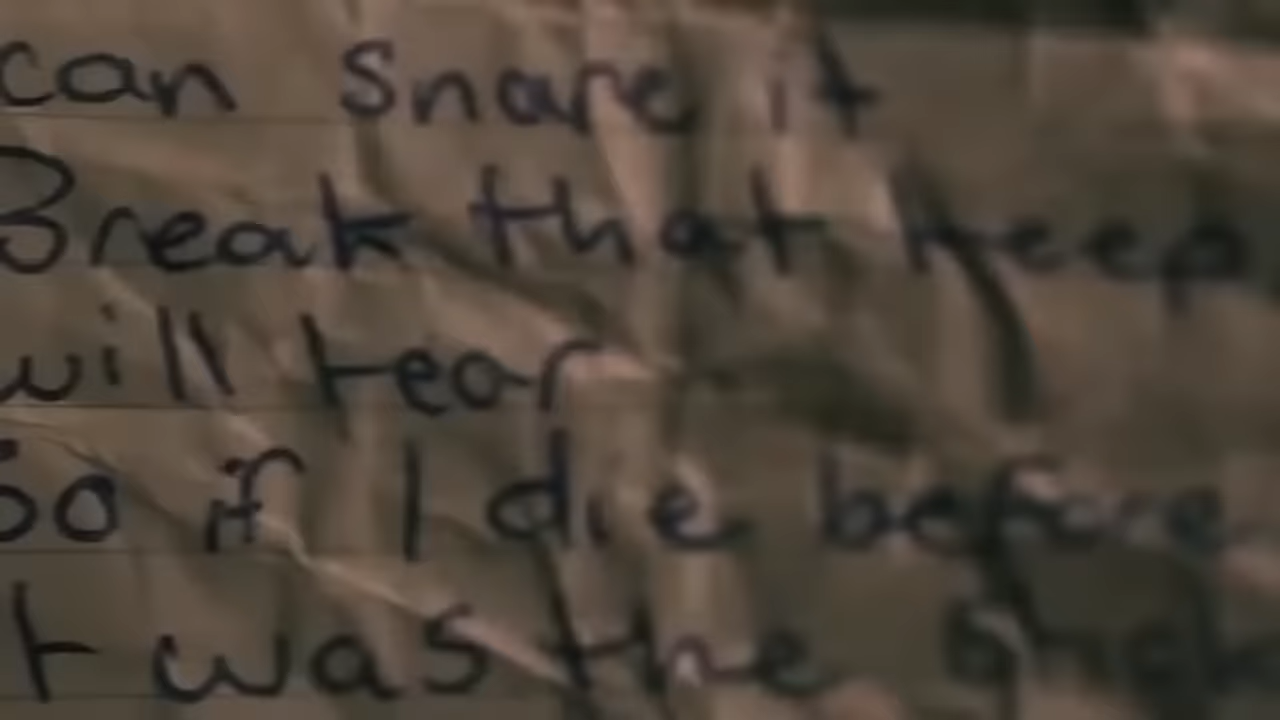 can snare it
Break that keep
will tear
So if I die before
t was the